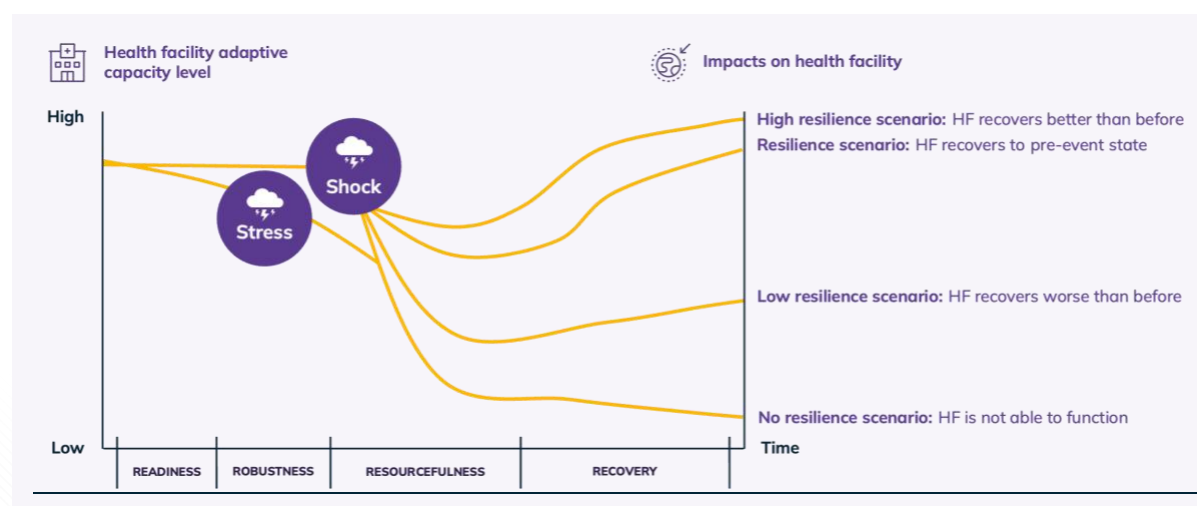 Health facility adaptive
capacity level
Impacts on health facility
High
High resilience scenario: HF recovers better than before
Resilience scenario: HF recovers to pre-event state
Shock
Stress
Low resilience scenario: HF recovers worse than before
No resilience scenario: HF is not able to function
Low
Time
READINESS
ROBUSTNESS
RESOURCEFULNESS
RECOVERY